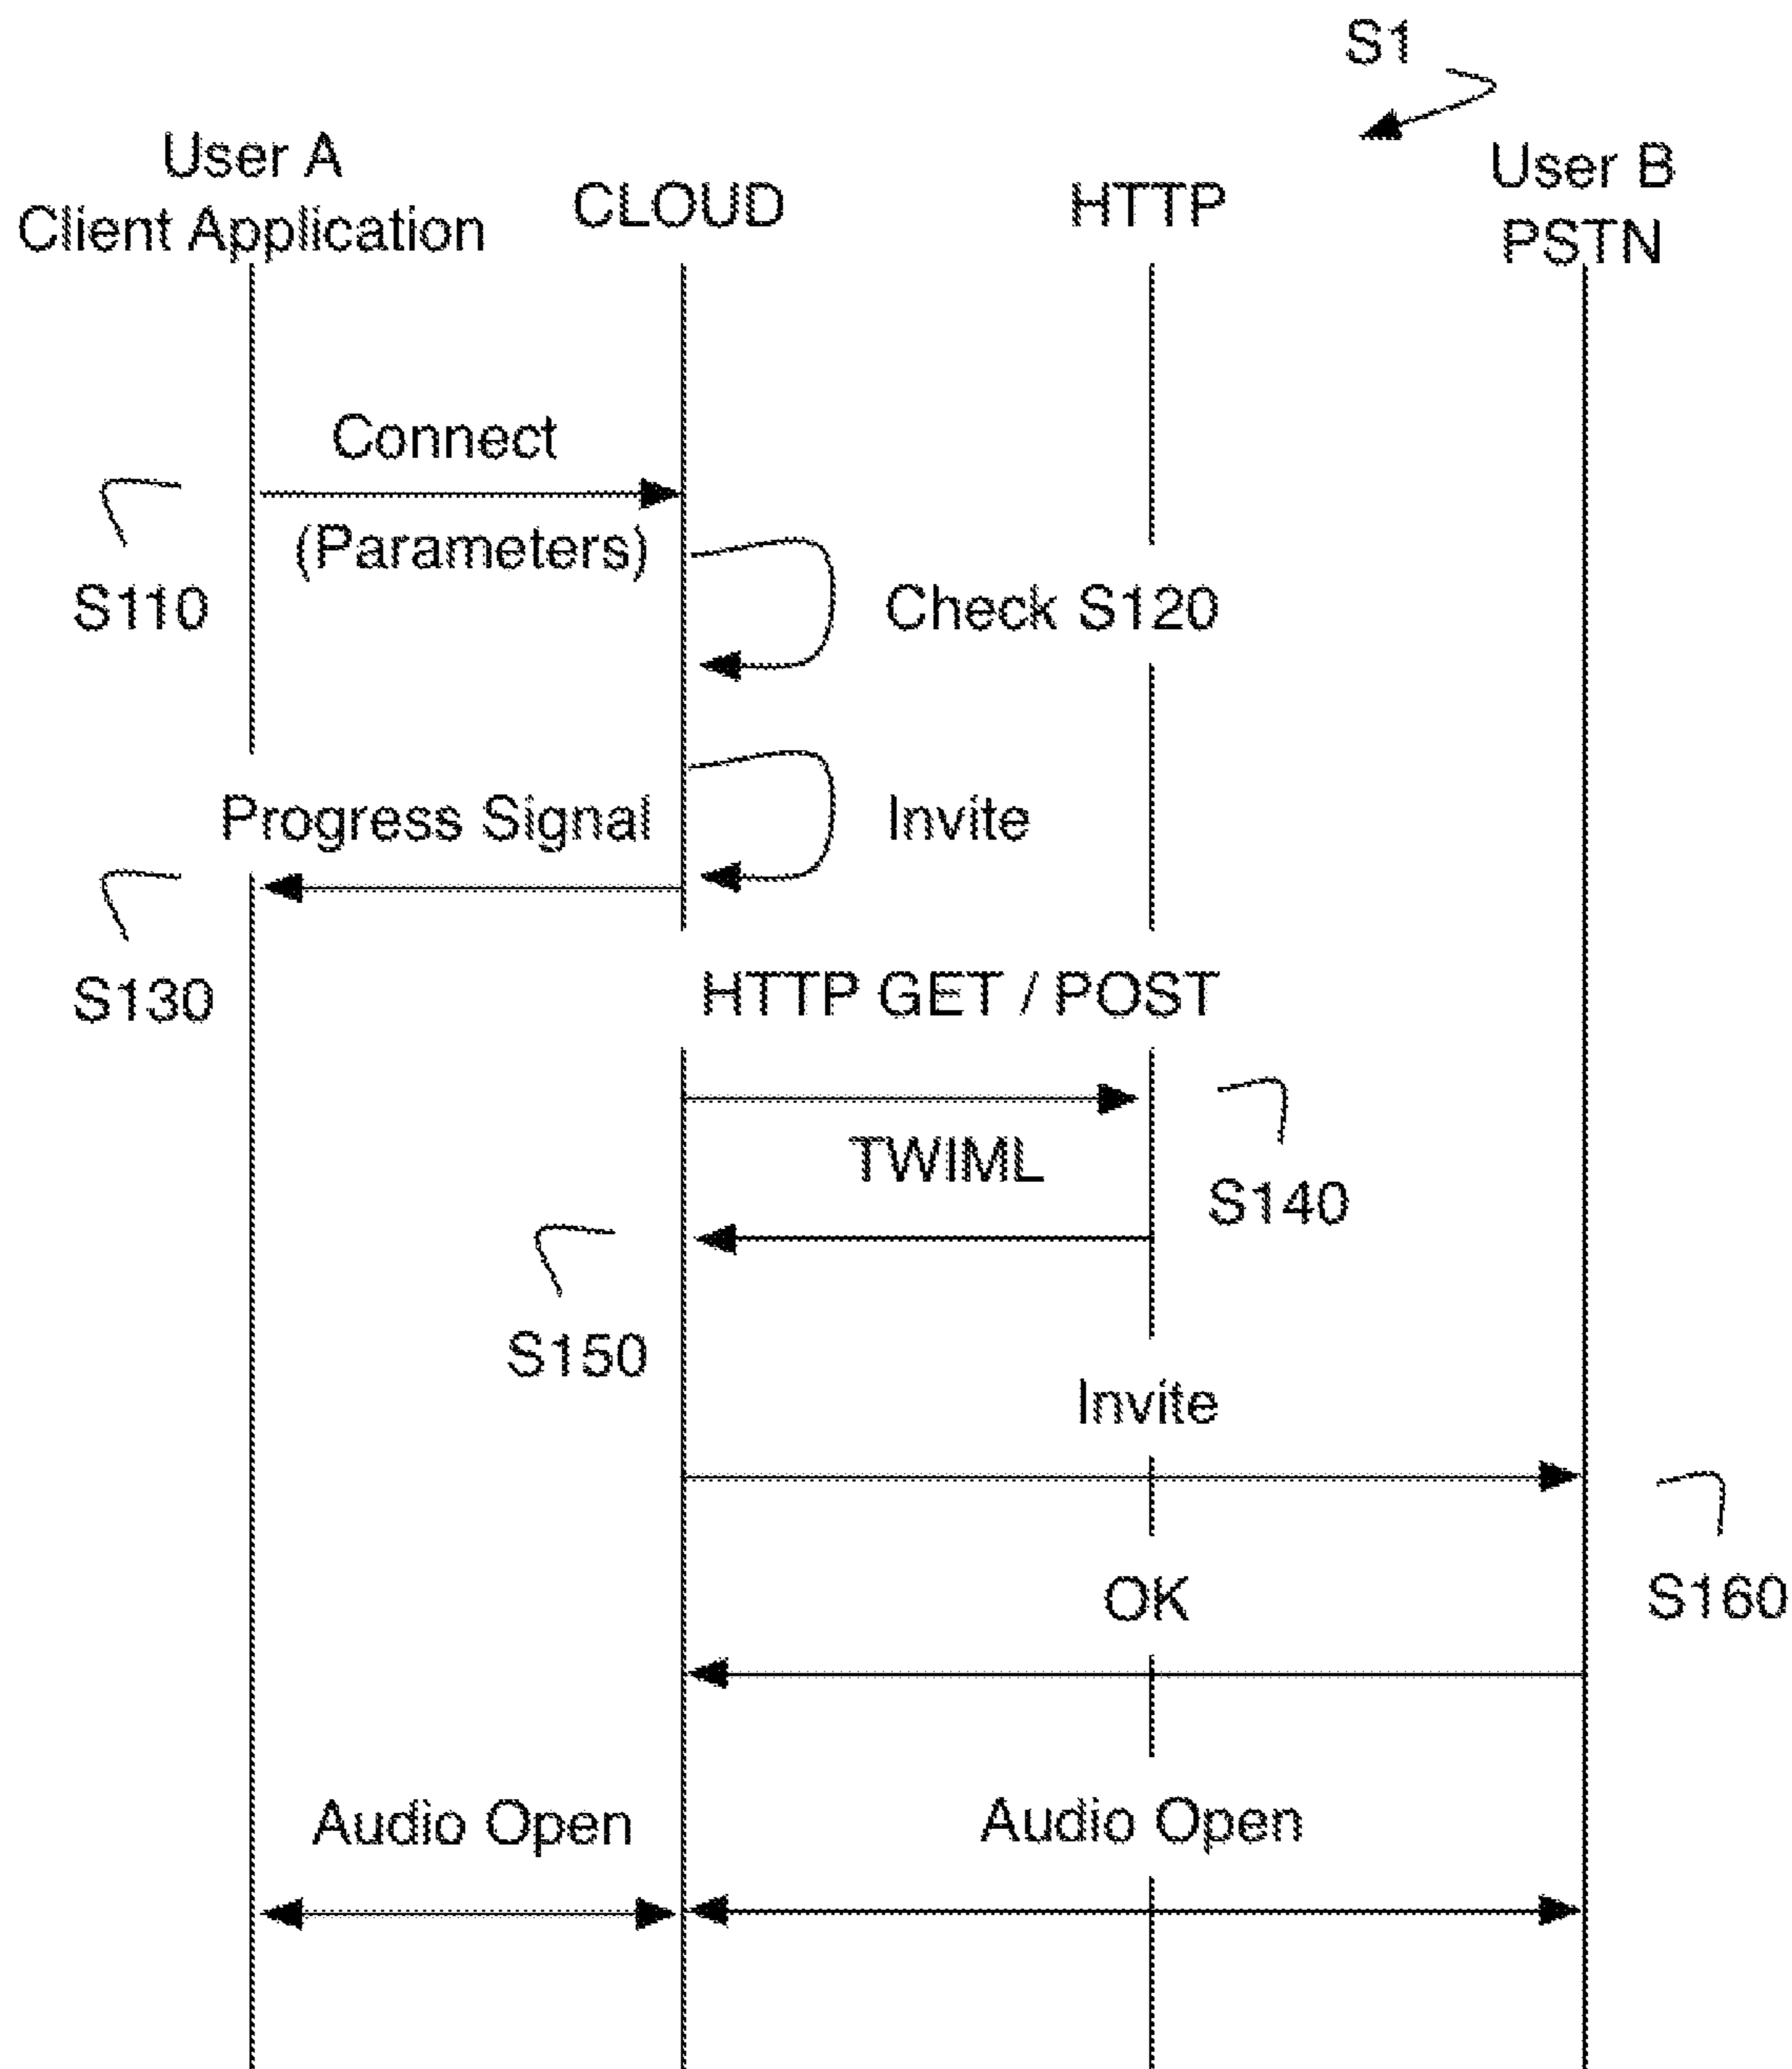 S1
User A
Client Application
CLOUD
HTTP
User B
PSTN
Connect
(Parameters)
S110
Check S120
Progress Signal
Invite
S130
HTTP GET / POST
TWIML
S140
S150
Invite
OK
S160
Audio Open
Audio Open